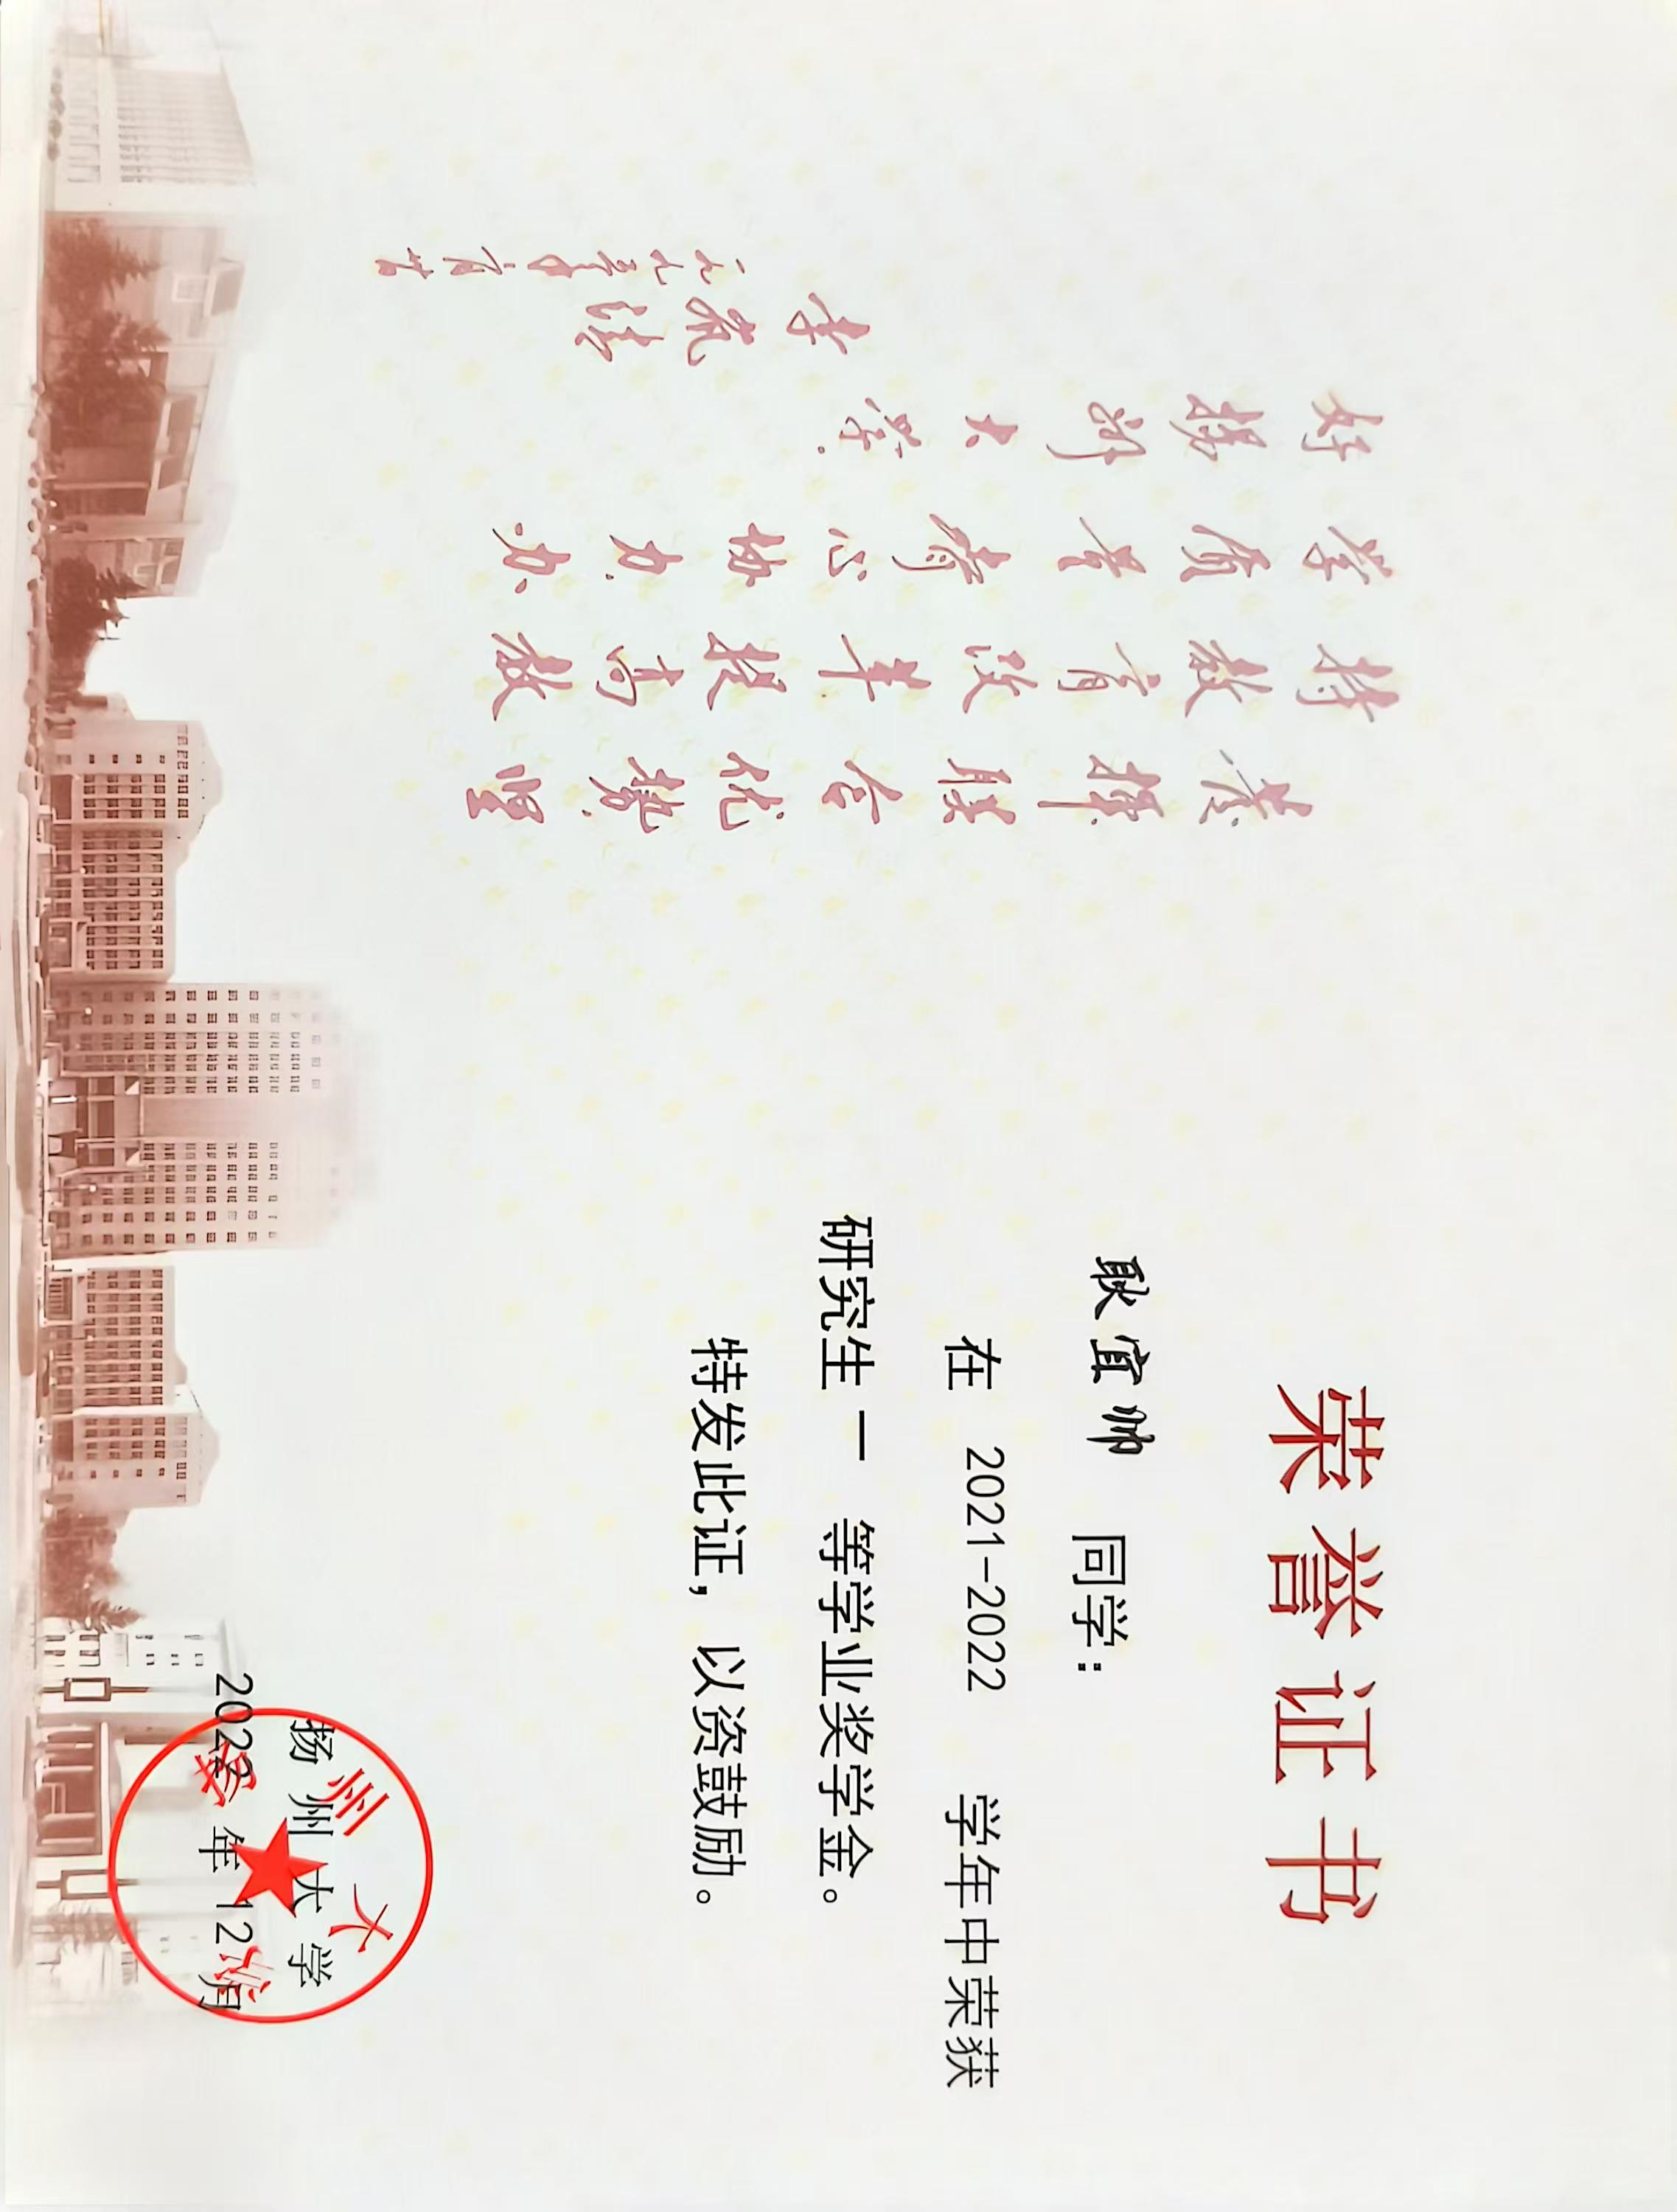 发挥联合优势，坚
持教育改革提高教
学质量齐心协力，办
好扬州大学。
李岚清
一九九三年二月廿日
荣誉证书
耿宜帅 同学：
在 2021-2022 学年中荣获
研究生 一 等学业奖学金。
特发此证，以资鼓励。
扬州大学
扬州大学
2022 年 12 月